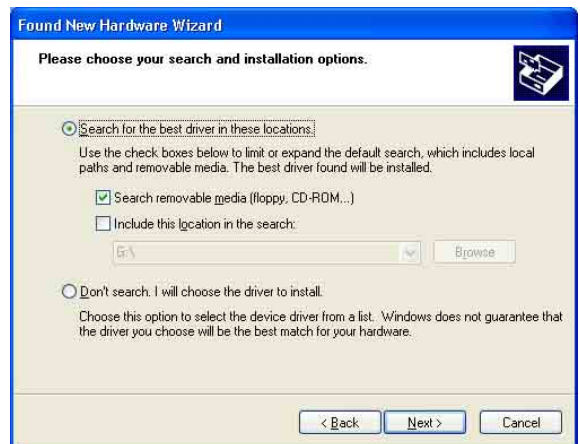 Found New Hardware Wizard
Please choose your search and installation options.
Search for the best driver in these locations.
Use the check boxes below to limit or expand the default search, which includes local
paths and removable media. The best driver found will be installed.
Search removable media (floppy, CD-ROM...)
Include this location in the search:
G:\
Browse
Don't search. I will choose the driver to install.
Choose this option to select the device driver from a list. Windows does not guarantee that
the driver you choose will be the best match for your hardware.
< Back
Next >
Cancel